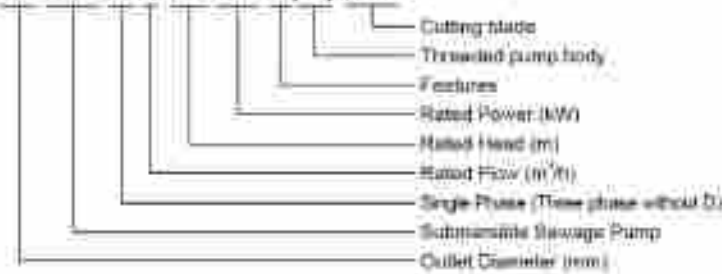 Cutting blade
Threaded pump body
Features
Rated Power (kW)
Rated Head (m)
Rated Flow (m³/h)
Single Phase (Three phase without D
Submersible Sewage Pump
Outlet Diameter (mm)